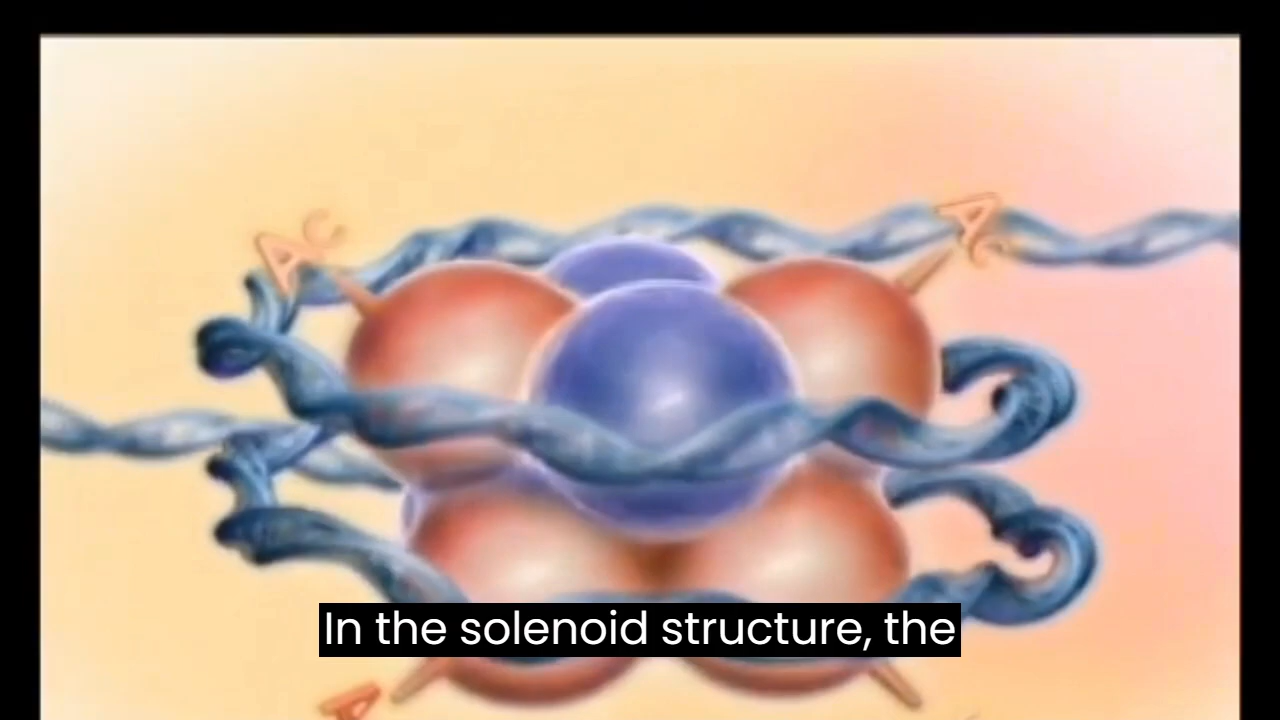 Ac
Ac
In the solenoid structure, the
A